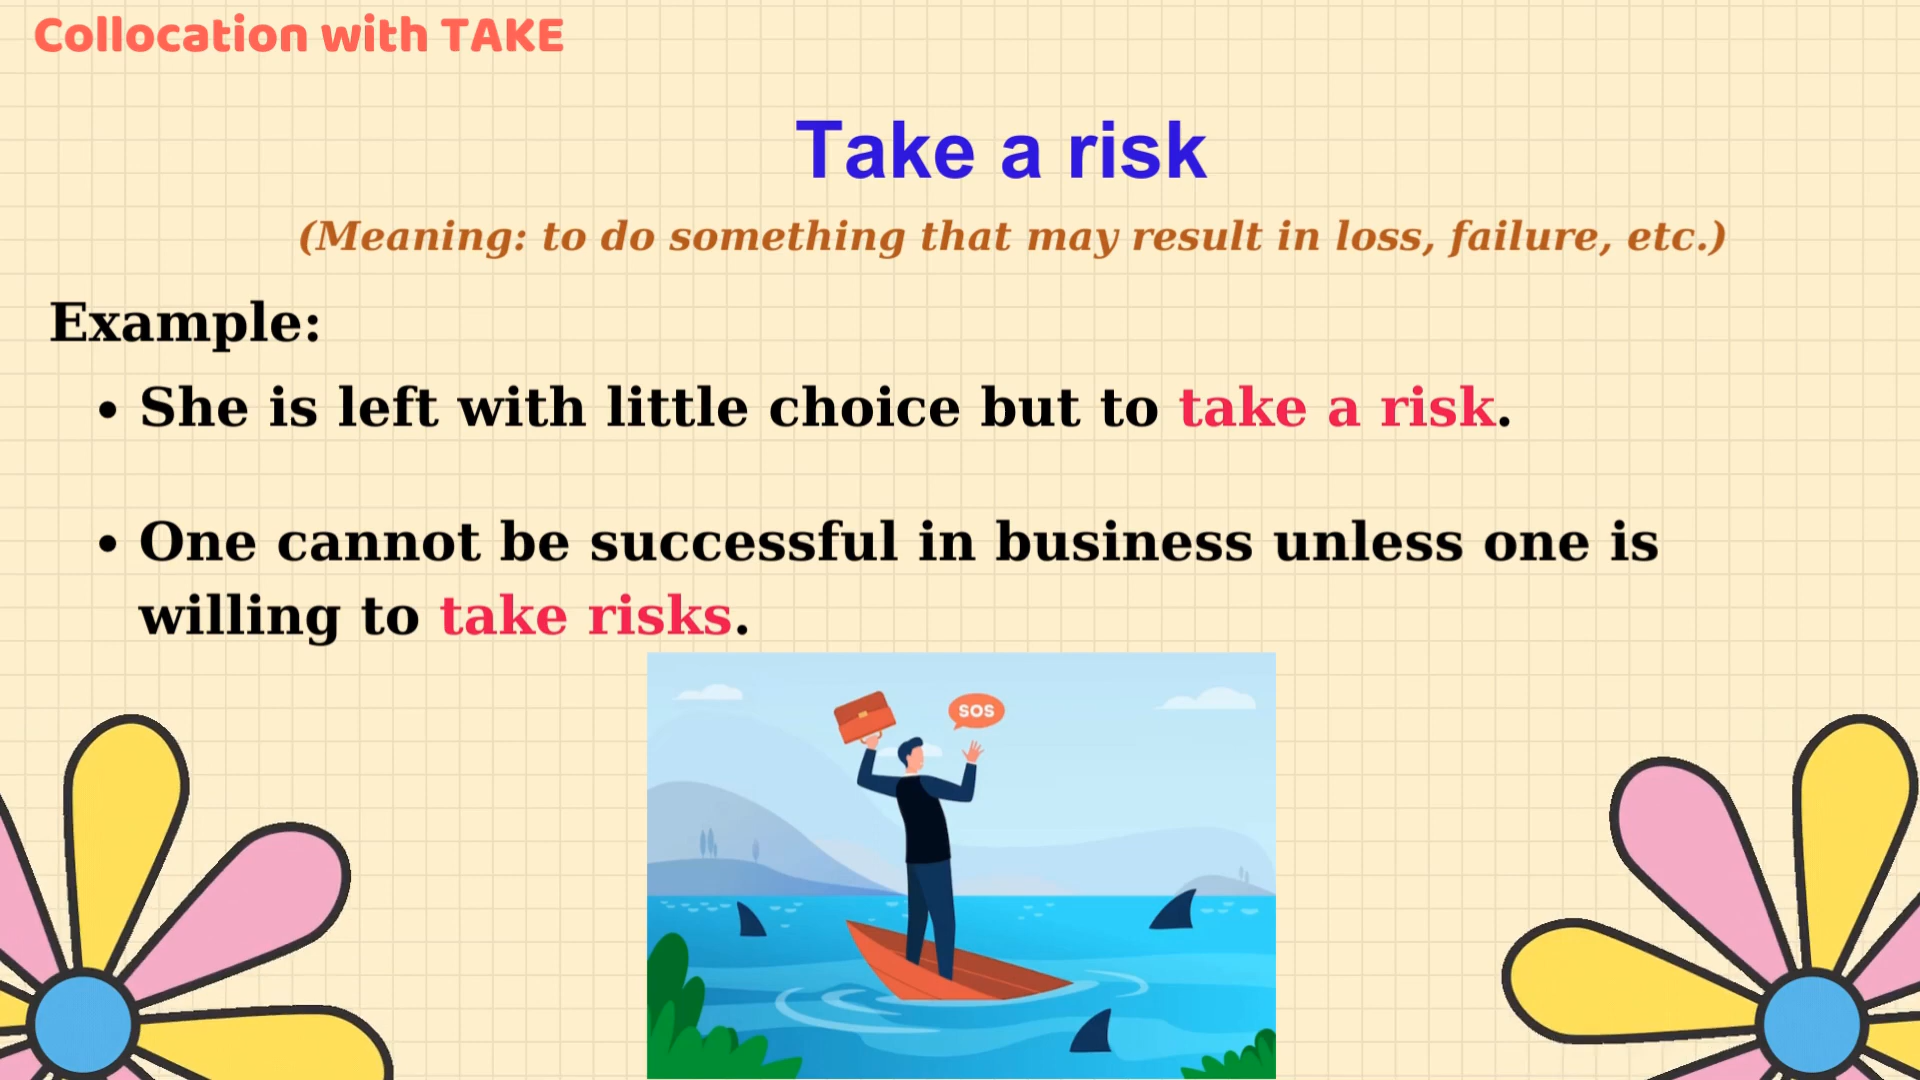 Collocation with TAKE
Take a risk
(Meaning: to do something that may result in loss, failure, etc.)
Example:
• She is left with little choice but to take a risk.
• One cannot be successful in business unless one is
willing to take risks.
SOS